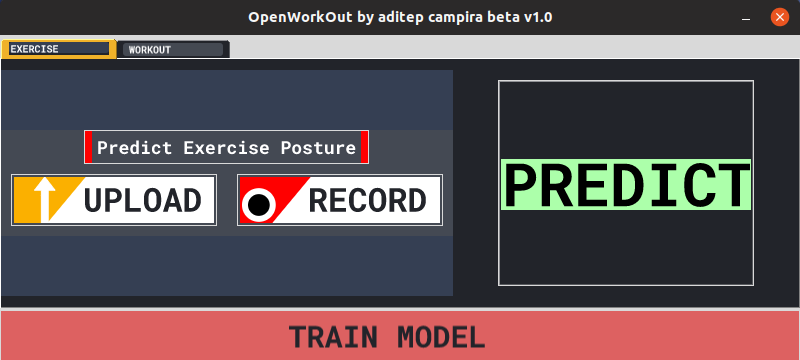 OpenWorkOut by aditep campira beta v1.0
EXERCISE
WORKOUT
Predict Exercise Posture
UPLOAD
RECORD
PREDICT
TRAIN MODEL